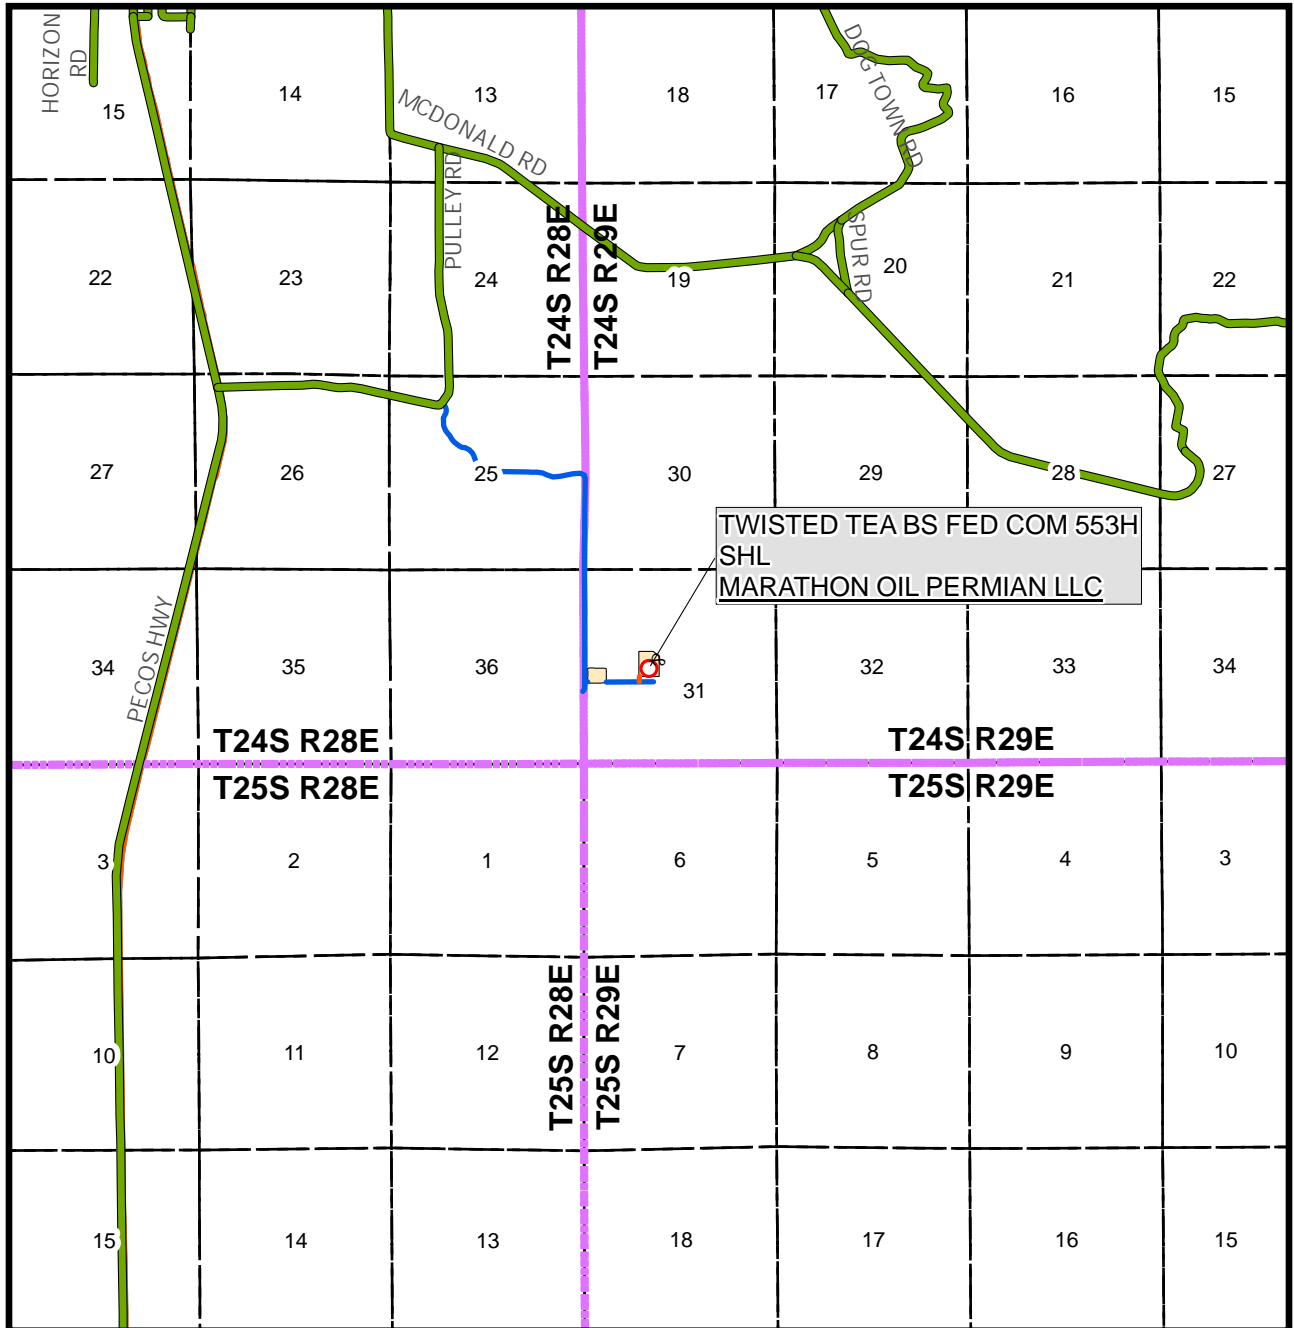 HORIZON
RD
DOG TOWN RD
15
14
13
18
17
16
15
MCDONALD RD
PULLEY RD
T24S R28E
T24S R29E
SPUR RD
22
23
24
19
20
21
22
27
26
25
30
29
28
27
TWISTED TEA BS FED COM 553H
SHL
MARATHON OIL PERMIAN LLC
PECOS HWY
34
35
36
31
32
33
34
T24S R28E
T24S R29E
T25S R28E
T25S R29E
3
2
1
6
5
4
3
T25S R28E
T25S R29E
10
11
12
7
8
9
10
15
14
13
18
17
16
15